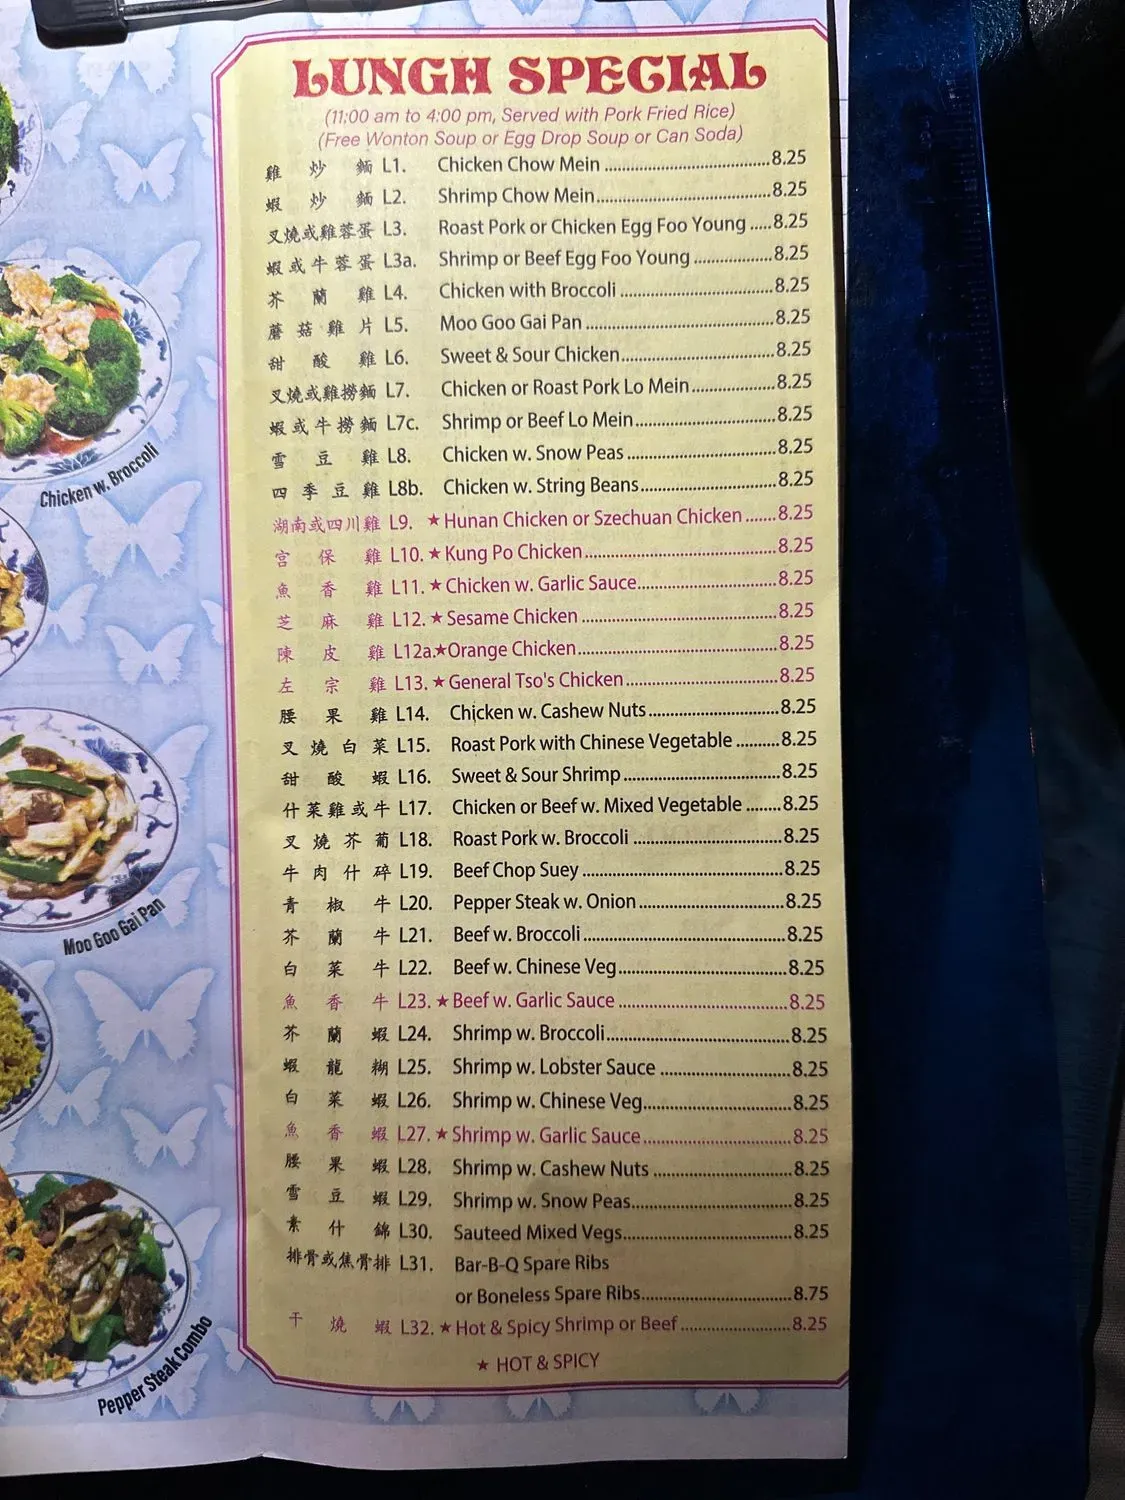 LUNCH SPECIAL
(11:00 am to 4:00 pm, Served with Pork Fried Rice)
(Free Wonton Soup or Egg Drop Soup or Can Soda)
雞炒麵 L1. Chicken Chow Mein 8.25
蝦炒麵 L2. Shrimp Chow Mein 8.25
叉燒或雞蓉蛋 L3. Roast Pork or Chicken Egg Foo Young 8.25
蝦或牛蓉蛋 L3a. Shrimp or Beef Egg Foo Young 8.25
芥蘭雞 L4. Chicken with Broccoli 8.25
蘑菇雞片 L5. Moo Goo Gai Pan 8.25
甜酸雞 L6. Sweet & Sour Chicken 8.25
叉燒或雞撈麵 L7. Chicken or Roast Pork Lo Mein 8.25
蝦或牛撈麵 L7c. Shrimp or Beef Lo Mein 8.25
雪豆雞 L8. Chicken w. Snow Peas 8.25
四季豆雞 L8b. Chicken w. String Beans 8.25
湖南或四川雞 L9. ★ Hunan Chicken or Szechuan Chicken 8.25
宮保雞 L10. ★ Kung Po Chicken 8.25
魚香雞 L11. ★ Chicken w. Garlic Sauce 8.25
芝麻雞 L12. ★ Sesame Chicken 8.25
陳皮雞 L12a. ★ Orange Chicken 8.25
左宗雞 L13. ★ General Tso's Chicken 8.25
腰果雞 L14. Chicken w. Cashew Nuts 8.25
叉燒白菜 L15. Roast Pork with Chinese Vegetable 8.25
甜酸蝦 L16. Sweet & Sour Shrimp 8.25
什菜雞或牛 L17. Chicken or Beef w. Mixed Vegetable 8.25
叉燒芥蘭 L18. Roast Pork w. Broccoli 8.25
牛肉什碎 L19. Beef Chop Suey 8.25
青椒牛 L20. Pepper Steak w. Onion 8.25
芥蘭牛 L21. Beef w. Broccoli 8.25
白菜牛 L22. Beef w. Chinese Veg 8.25
魚香牛 L23. ★ Beef w. Garlic Sauce 8.25
芥蘭蝦 L24. Shrimp w. Broccoli 8.25
蝦龍糊 L25. Shrimp w. Lobster Sauce 8.25
白菜蝦 L26. Shrimp w. Chinese Veg 8.25
魚香蝦 L27. ★ Shrimp w. Garlic Sauce 8.25
腰果蝦 L28. Shrimp w. Cashew Nuts 8.25
雪豆蝦 L29. Shrimp w. Snow Peas 8.25
素什錦 L30. Sauteed Mixed Vegs 8.25
排骨或焦骨排 L31. Bar-B-Q Spare Ribs
or Boneless Spare Ribs 8.75
干燒蝦 L32. ★ Hot & Spicy Shrimp or Beef 8.25
★ HOT & SPICY
Chicken w. Broccoli
Moo Goo Gai Pan
Pepper Steak Combo